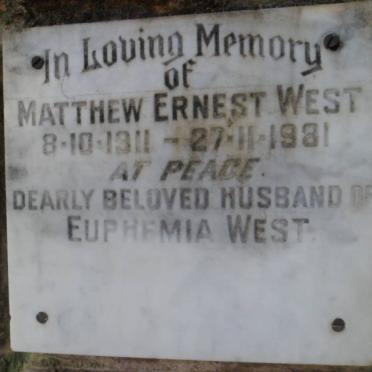 In Loving Memory
of
MATTHEW ERNEST WEST
8-10-1911 - 27-11-1981
AT PEACE.
DEARLY BELOVED HUSBAND OF
EUPHEMIA WEST.